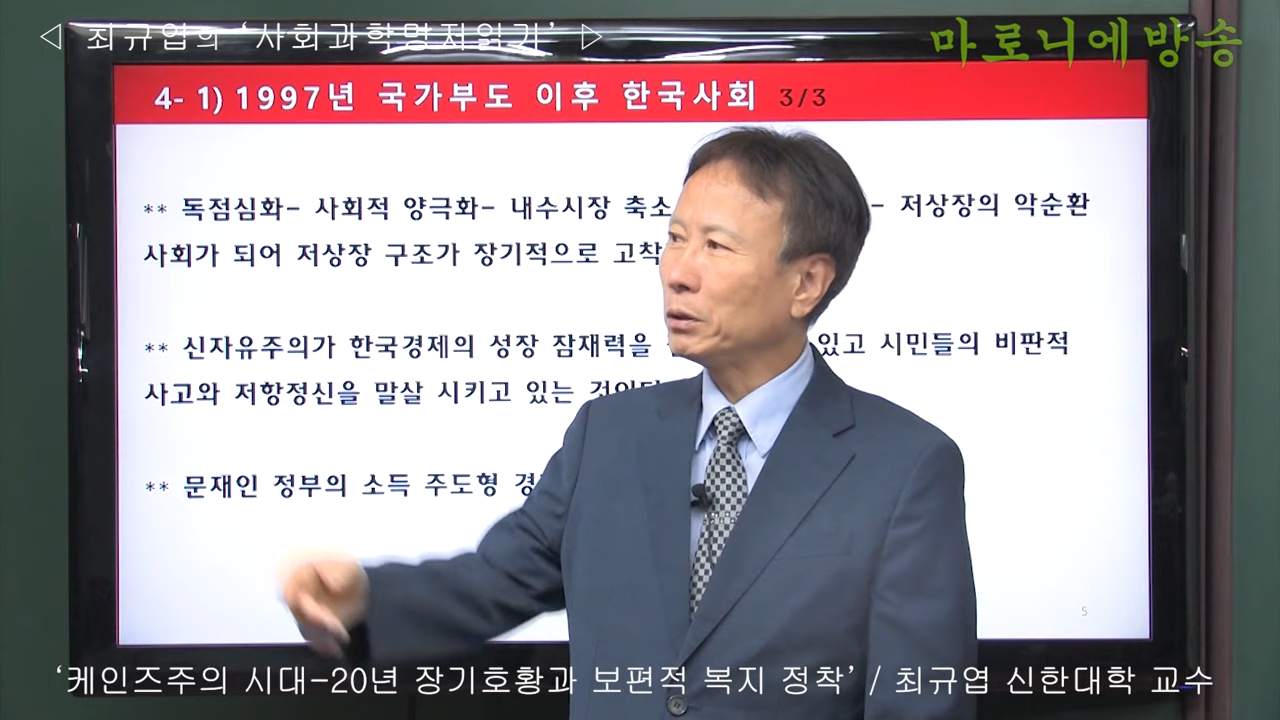 ◁ 최규엽의 ‘사회과학명저읽기’ ▷
마로니에방송
4- 1) 1997년 국가부도 이후 한국사회 3/3
** 독점심화- 사회적 양극화- 내수시장 축소 - 저상장의 악순환
사회가 되어 저상장 구조가 장기적으로 고착
** 신자유주의가 한국경제의 성장 잠재력을 있고 시민들의 비판적
사고와 저항정신을 말살 시키고 있는
** 문재인 정부의 소득 주도형
5
‘케인즈주의 시대-20년 장기호황과 보편적 복지 정착’ / 최규엽 신한대학 교수